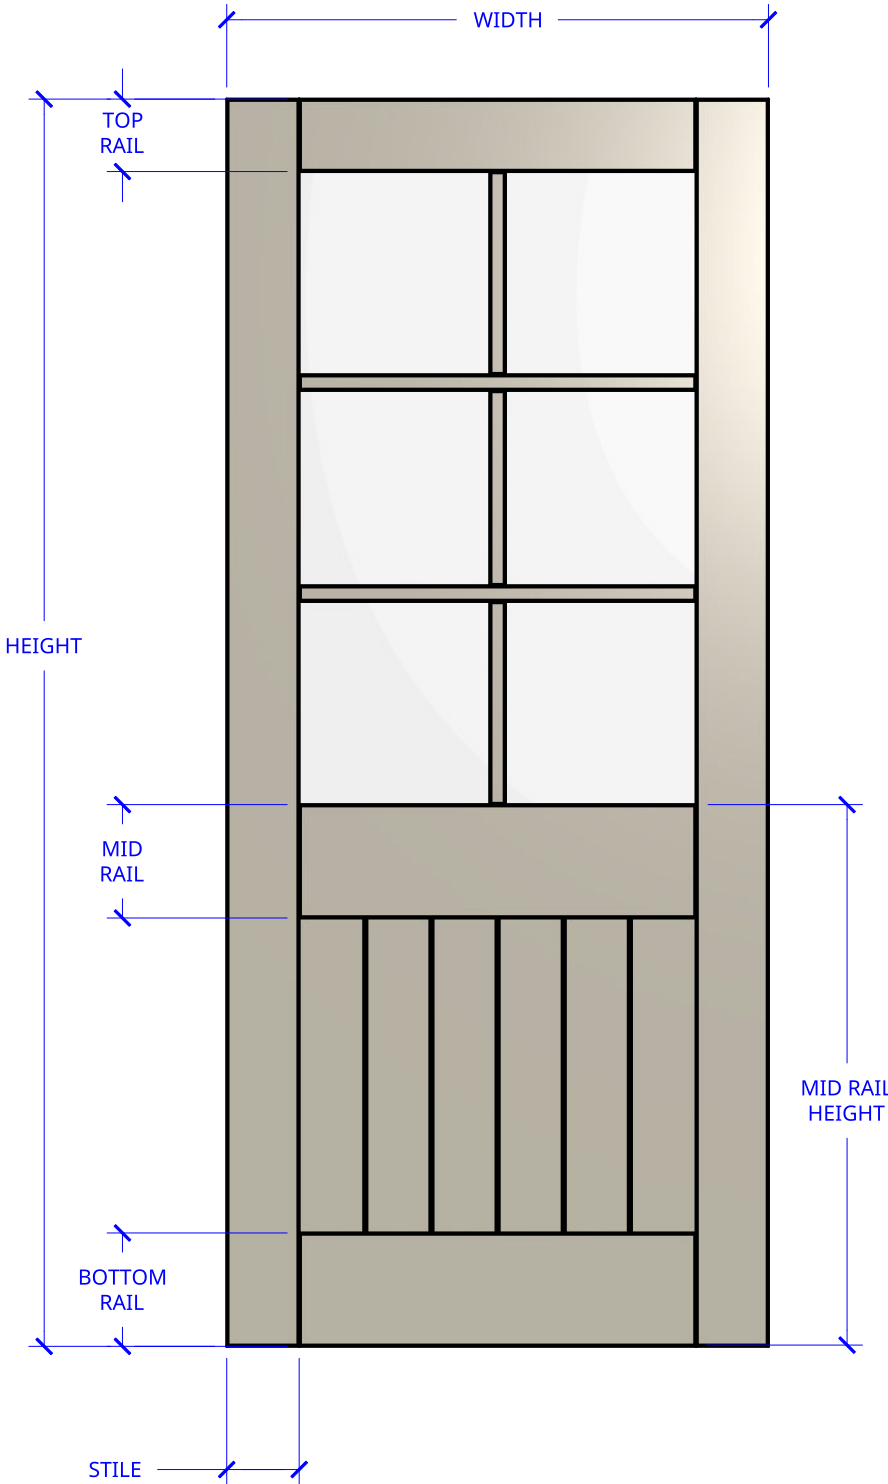 WIDTH
TOP
RAIL
HEIGHT
MID
RAIL
MID RAIL
HEIGHT
BOTTOM
RAIL
STILE